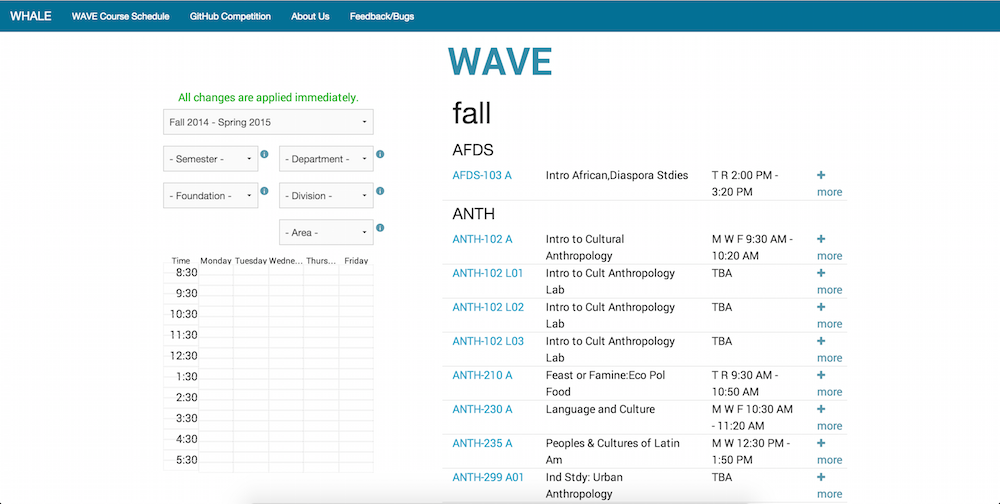 WHALE WAVE Course Schedule GitHub Competition About Us Feedback/Bugs
WAVE
All changes are applied immediately.
Fall 2014 - Spring 2015
- Semester - - Department -
- Foundation - - Division -
- Area -
Time Monday Tuesday Wedne... Thurs... Friday
8:30
9:30
10:30
11:30
12:30
1:30
2:30
3:30
4:30
5:30
fall
AFDS
AFDS-103 A Intro African,Diaspora Stdies T R 2:00 PM -
3:20 PM
+
more
ANTH
ANTH-102 A Intro to Cultural
Anthropology
M W F 9:30 AM -
10:20 AM
+
more
ANTH-102 L01 Intro to Cult Anthropology
Lab
TBA
+
more
ANTH-102 L02 Intro to Cult Anthropology
Lab
TBA
+
more
ANTH-102 L03 Intro to Cult Anthropology
Lab
TBA
+
more
ANTH-210 A Feast or Famine:Eco Pol
Food
T R 9:30 AM -
10:50 AM
+
more
ANTH-230 A Language and Culture M W F 10:30 AM
- 11:20 AM
+
more
ANTH-235 A Peoples & Cultures of Latin
Am
M W 12:30 PM -
1:50 PM
+
more
ANTH-299 A01 Ind Stdy: Urban
Anthropology
TBA
+
more